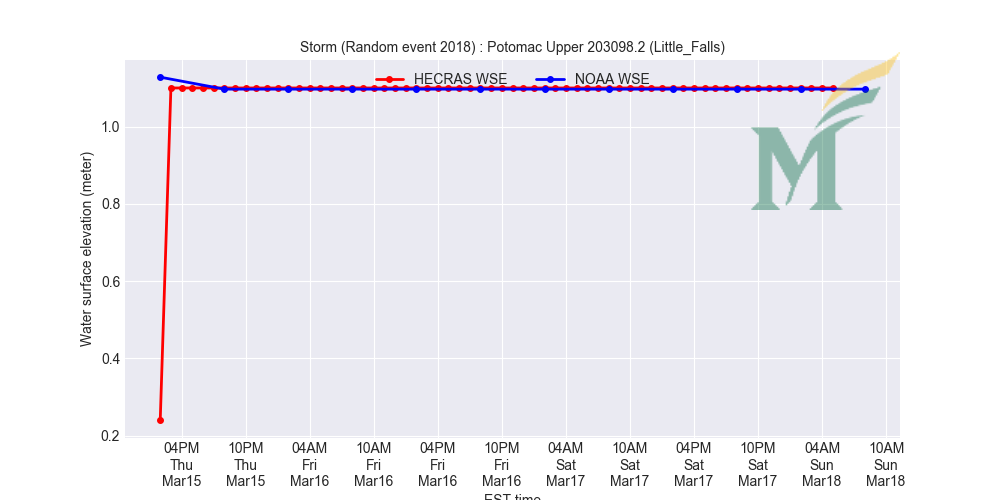 Storm (Random event 2018) : Potomac Upper 203098.2 (Little_Falls)
HECRAS WSE NOAA WSE
Water surface elevation (meter)
1.0
0.8
0.6
0.4
0.2
04PM 10PM 04AM 10AM 04PM 10PM 04AM 10AM 04PM 10PM 04AM 10AM
Thu Thu Fri Fri Fri Fri Sat Sat Sat Sat Sun Sun
Mar15 Mar15 Mar16 Mar16 Mar16 Mar16 Mar17 Mar17 Mar17 Mar17 Mar18 Mar18
EST time
M